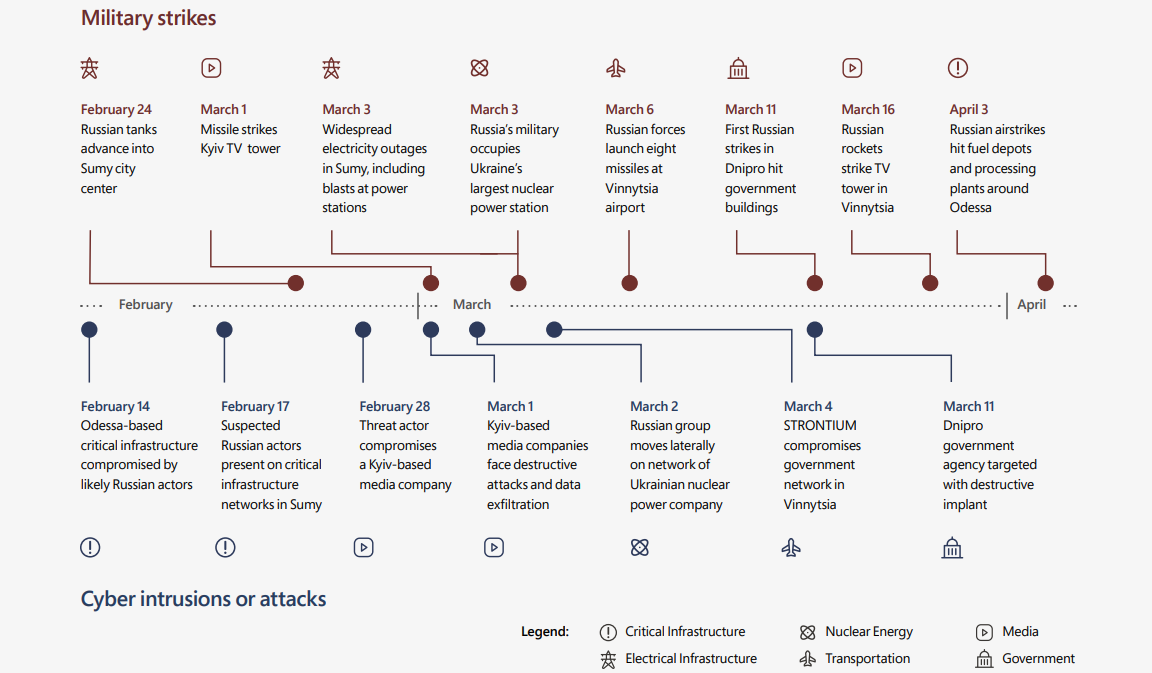 Military strikes
February 24
Russian tanks
advance into
Sumy city
center
March 1
Missile strikes
Kyiv TV tower
March 3
Widespread
electricity outages
in Sumy, including
blasts at power
stations
March 3
Russia's military
occupies
Ukraine's
largest nuclear
power station
March 6
Russian forces
launch eight
missiles at
Vinnytsia
airport
March 11
First Russian
strikes in
Dnipro hit
government
buildings
March 16
Russian
rockets
strike TV
tower in
Vinnytsia
April 3
Russian airstrikes
hit fuel depots
and processing
plants around
Odessa
February
March
April
February 14
Odessa-based
critical infrastructure
compromised by
likely Russian actors
February 17
Suspected
Russian actors
present on critical
infrastructure
networks in Sumy
February 28
Threat actor
compromises
a Kyiv-based
media company
March 1
Kyiv-based
media companies
face destructive
attacks and data
exfiltration
March 2
Russian group
moves laterally
on network of
Ukrainian nuclear
power company
March 4
STRONTIUM
compromises
government
network in
Vinnytsia
March 11
Dnipro
government
agency targeted
with destructive
implant
Cyber intrusions or attacks
Legend:
Critical Infrastructure
Nuclear Energy
Media
Electrical Infrastructure
Transportation
Government